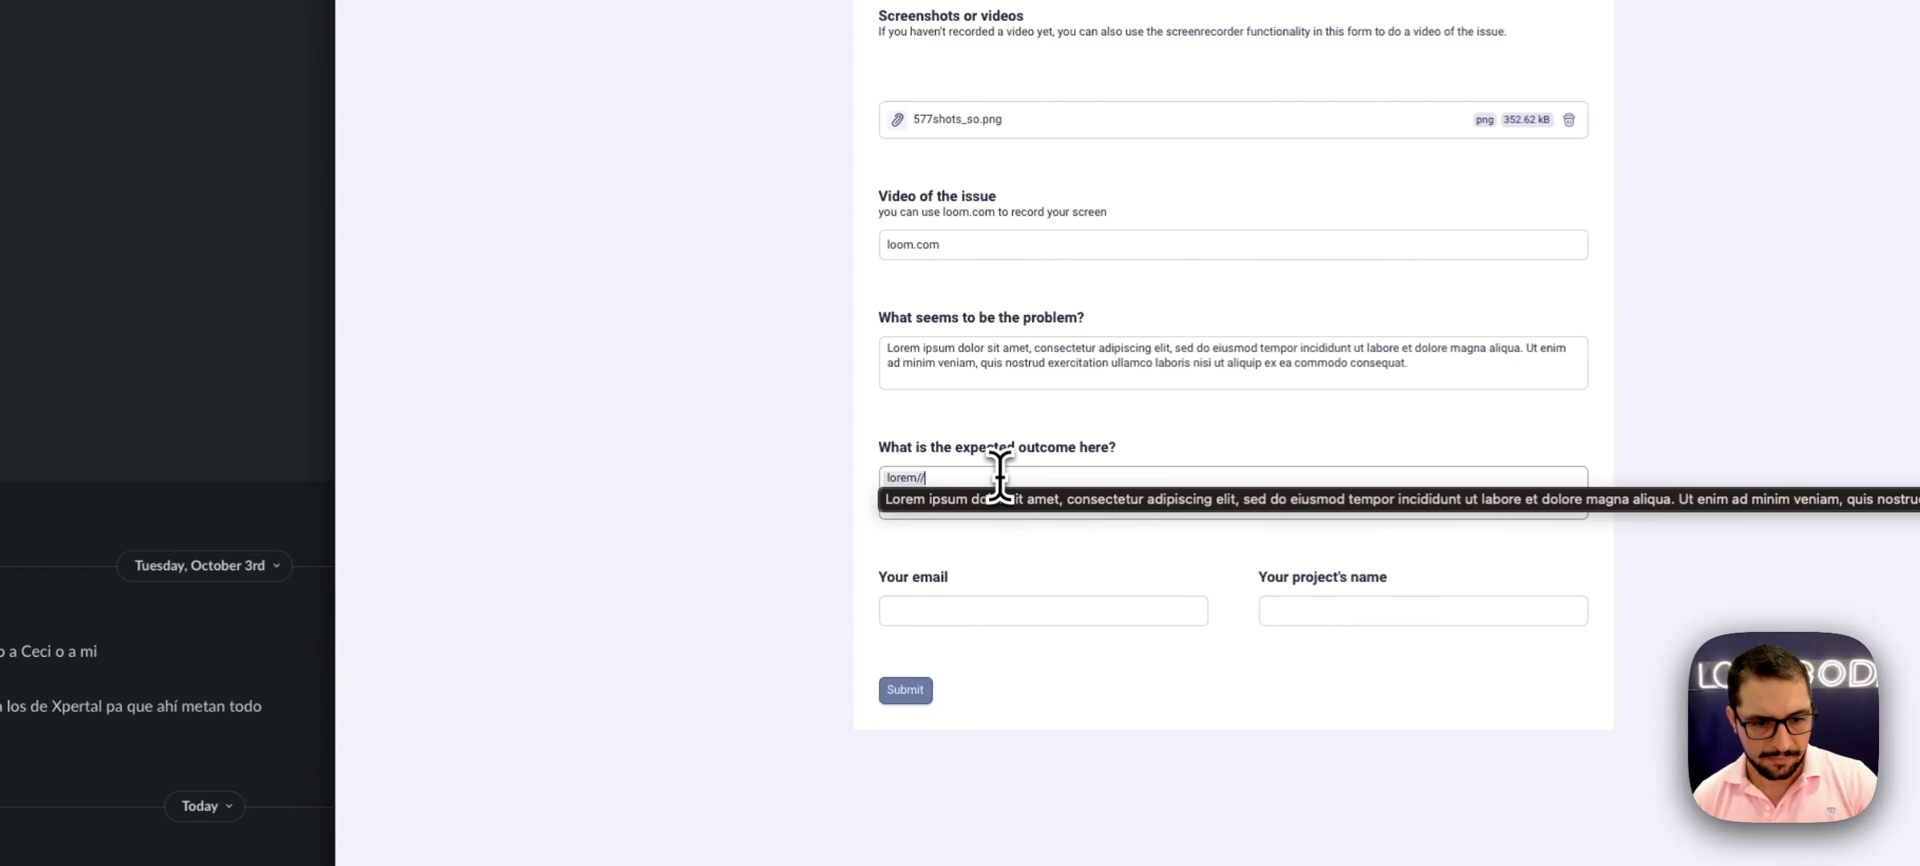 Screenshots or videos
If you haven't recorded a video yet, you can also use the screenrecorder functionality in this form to do a video of the issue.
577shots_so.png
png 352.62 kB
Video of the issue
you can use loom.com to record your screen
loom.com
What seems to be the problem?
Lorem ipsum dolor sit amet, consectetur adipiscing elit, sed do eiusmod tempor incididunt ut labore et dolore magna aliqua. Ut enim
ad minim veniam, quis nostrud exercitation ullamco laboris nisi ut aliquip ex ea commodo consequat.
What is the expected outcome here?
lorem//
Lorem ipsum amet, consectetur adipiscing elit, sed do eiusmod tempor incididunt ut labore et dolore magna aliqua. Ut enim ad minim veniam, quis
Your email
Your project's name
Submit
Tuesday, October 3rd
o a Ceci o a mi
a los de Xpertal pa que ahí metan todo
Today